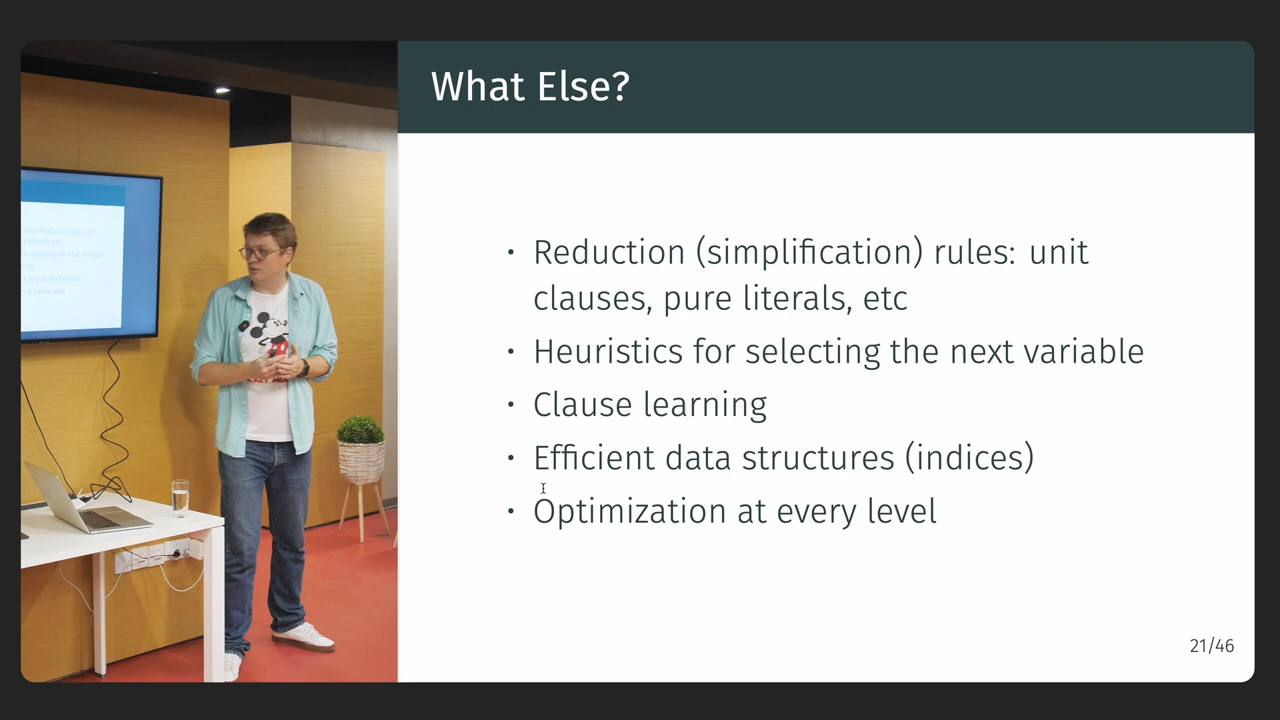 What Else?
• Reduction (simplification) rules: unit
clauses, pure literals, etc
• Heuristics for selecting the next variable
• Clause learning
• Efficient data structures (indices)
• Optimization at every level
21/46